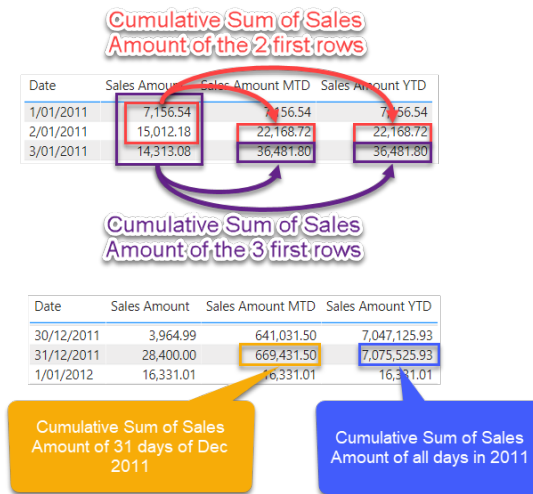 Cumulative Sum of Sales
Amount of the 2 first rows
Date Sales Amount Sales Amount MTD Sales Amount YTD
1/01/2011 7,156.54 7,156.54 7,156.54
2/01/2011 15,012.18 22,168.72 22,168.72
3/01/2011 14,313.08 36,481.80 36,481.80
Cumulative Sum of Sales
Amount of the 3 first rows
Date Sales Amount Sales Amount MTD Sales Amount YTD
30/12/2011 3,964.99 641,031.50 7,047,125.93
31/12/2011 28,400.00 669,431.50 7,075,525.93
1/01/2012 16,331.01 16,331.01 16,331.01
Cumulative Sum of Sales
Amount of 31 days of Dec
2011
Cumulative Sum of Sales
Amount of all days in 2011